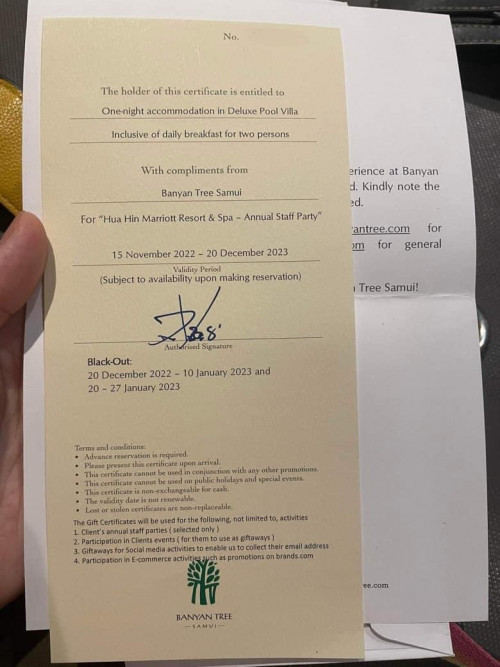 No.
The holder of this certificate is entitled to
One-night accommodation in Deluxe Pool Villa
Inclusive of daily breakfast for two persons
With compliments from
Banyan Tree Samui
For "Hua Hin Marriott Resort & Spa – Annual Staff Party"
15 November 2022 – 20 December 2023
Validity Period
(Subject to availability upon making reservation)
Authorised Signature
Black-Out:
20 December 2022 – 10 January 2023 and
20 – 27 January 2023
Terms and conditions:
• Advance reservation is required.
• Please present this certificate upon arrival.
• This certificate cannot be used in conjunction with any other promotions.
• This certificate cannot be used on public holidays and special events.
• This certificate is non-exchangeable for cash.
• The validity date is not renewable.
• Lost or stolen certificates are non-replaceable.
The Gift Certificates will be used for the following, not limited to, activities
1. Client's annual staff parties ( selected only )
2. Participation in Clients events ( for them to use as giftaways )
3. Giftaways for Social media activities to enable us to collect their email address
4. Participation in E-commerce activities such as promotions on brands.com
BANYAN TREE
— SAMUI —
erience at Banyan
d. Kindly note the
ed.
yantree.com for
om for general
Tree Samui!
ee.com